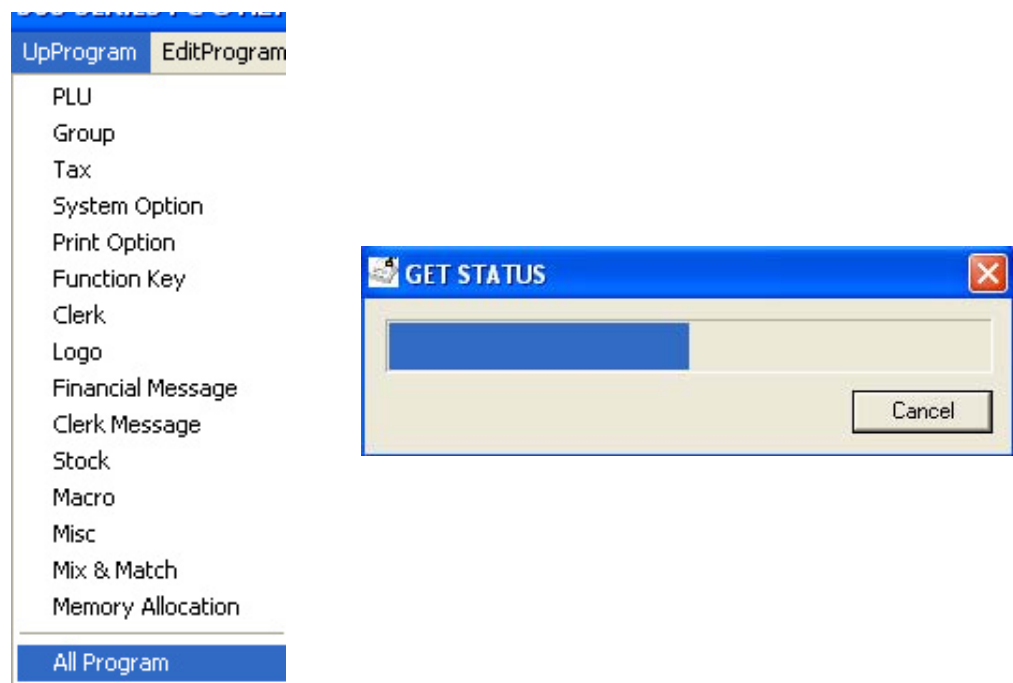 UpProgram EditProgram
PLU
Group
Tax
System Option
Print Option
Function Key
Clerk
Logo
Financial Message
Clerk Message
Stock
Macro
Misc
Mix & Match
Memory Allocation
All Program
GET STATUS
Cancel